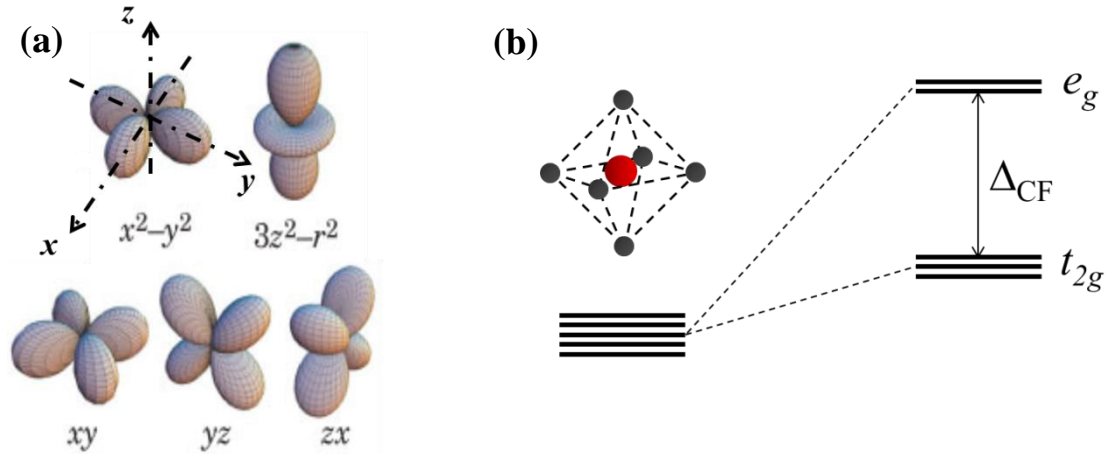 (a)
z
y
x
x²–y²
3z²–r²
xy
yz
zx
(b)
e_g
Δ_CF
t_2g